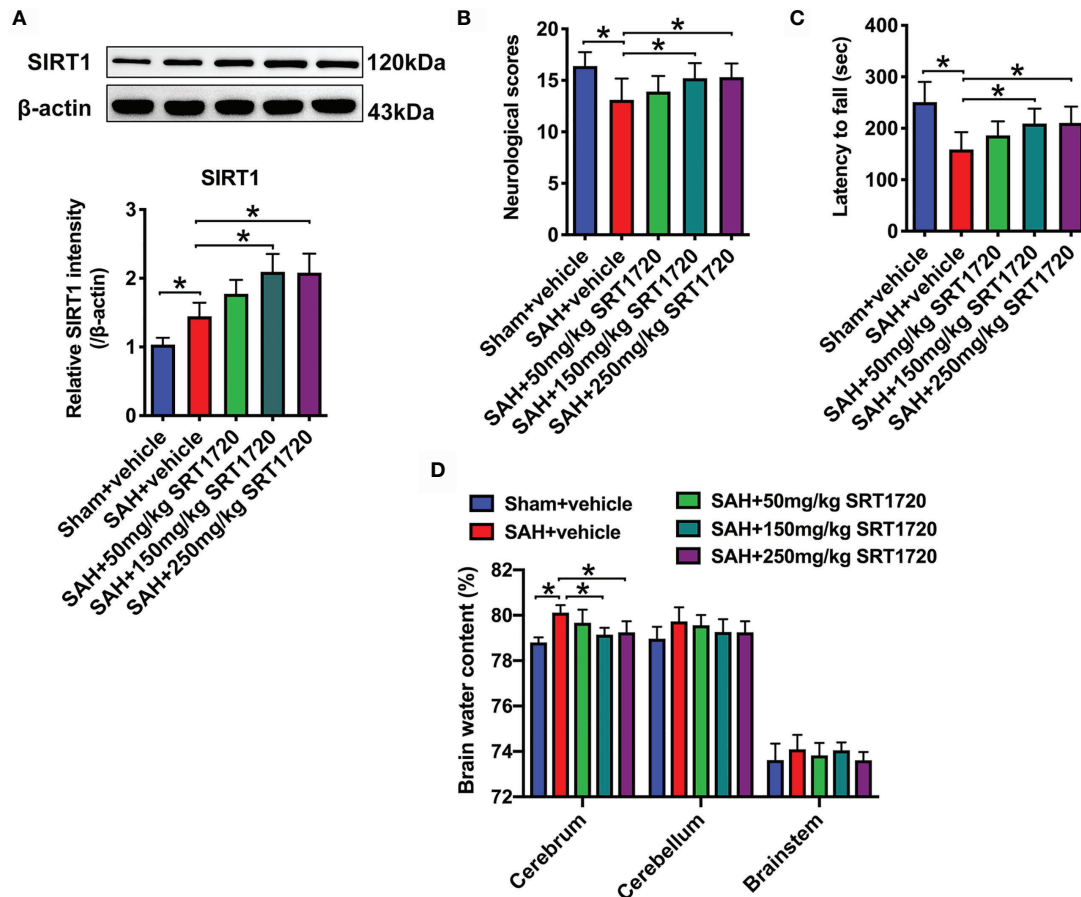 A
SIRT1
120kDa
β-actin
43kDa
SIRT1
Relative SIRT1 intensity
(/β-actin)
3
2
1
0
*
*
*
Sham+vehicle
SAH+vehicle
SAH+50mg/kg SRT1720
SAH+150mg/kg SRT1720
SAH+250mg/kg SRT1720
B
Neurological scores
20
15
10
5
0
*
*
*
Sham+vehicle
SAH+vehicle
SAH+50mg/kg SRT1720
SAH+150mg/kg SRT1720
SAH+250mg/kg SRT1720
C
Latency to fall (sec)
400
300
200
100
0
*
*
*
Sham+vehicle
SAH+vehicle
SAH+50mg/kg SRT1720
SAH+150mg/kg SRT1720
SAH+250mg/kg SRT1720
D
Sham+vehicle
SAH+vehicle
SAH+50mg/kg SRT1720
SAH+150mg/kg SRT1720
SAH+250mg/kg SRT1720
Brain water content (%)
82
80
78
76
74
72
*
*
*
Cerebrum
Cerebellum
Brainstem